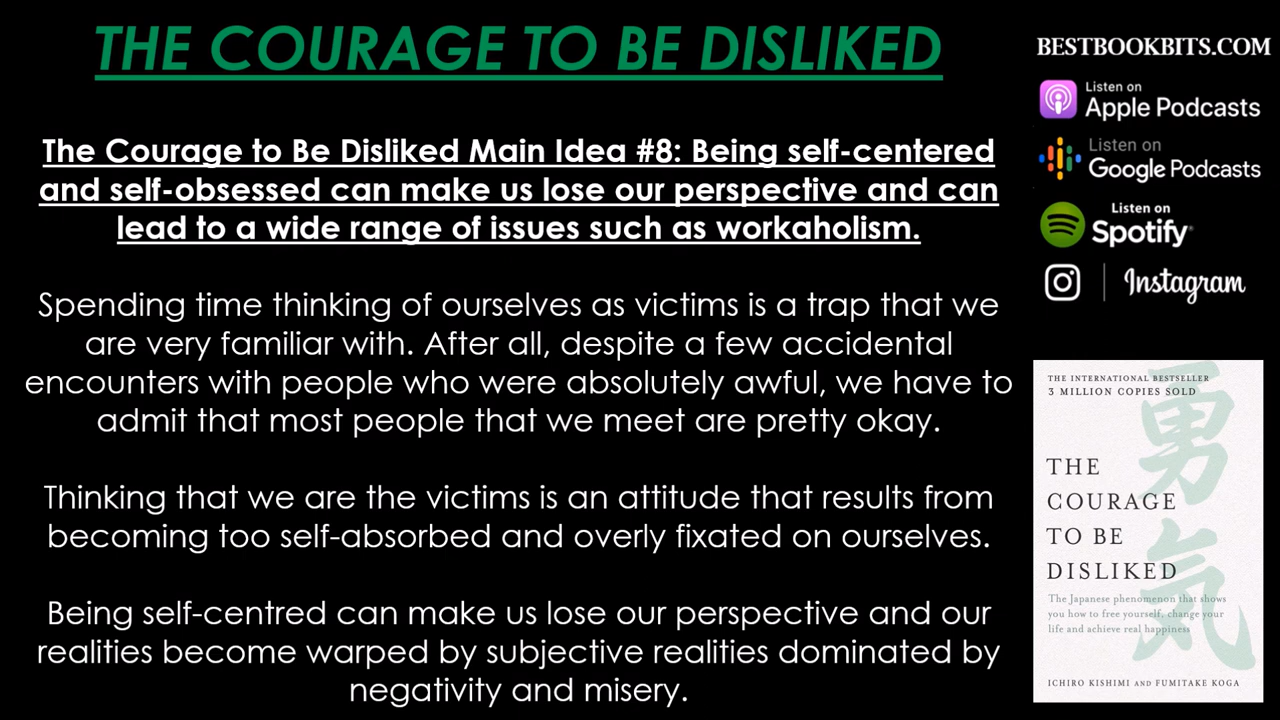 THE COURAGE TO BE DISLIKED
The Courage to Be Disliked Main Idea #8: Being self-centered
and self-obsessed can make us lose our perspective and can
lead to a wide range of issues such as workaholism.
Spending time thinking of ourselves as victims is a trap that we
are very familiar with. After all, despite a few accidental
encounters with people who were absolutely awful, we have to
admit that most people that we meet are pretty okay.
Thinking that we are the victims is an attitude that results from
becoming too self-absorbed and overly fixated on ourselves.
Being self-centred can make us lose our perspective and our
realities become warped by subjective realities dominated by
negativity and misery.
BESTBOOKBITS.COM
Listen on
Apple Podcasts
Listen on
Google Podcasts
Listen on
Spotify
Instagram
THE INTERNATIONAL BESTSELLER
3 MILLION COPIES SOLD
勇気
THE
COURAGE
TO BE
DISLIKED
The Japanese phenomenon that shows
you how to free yourself, change your
life and achieve real happiness
ICHIRO KISHIMI AND FUMITAKE KOGA